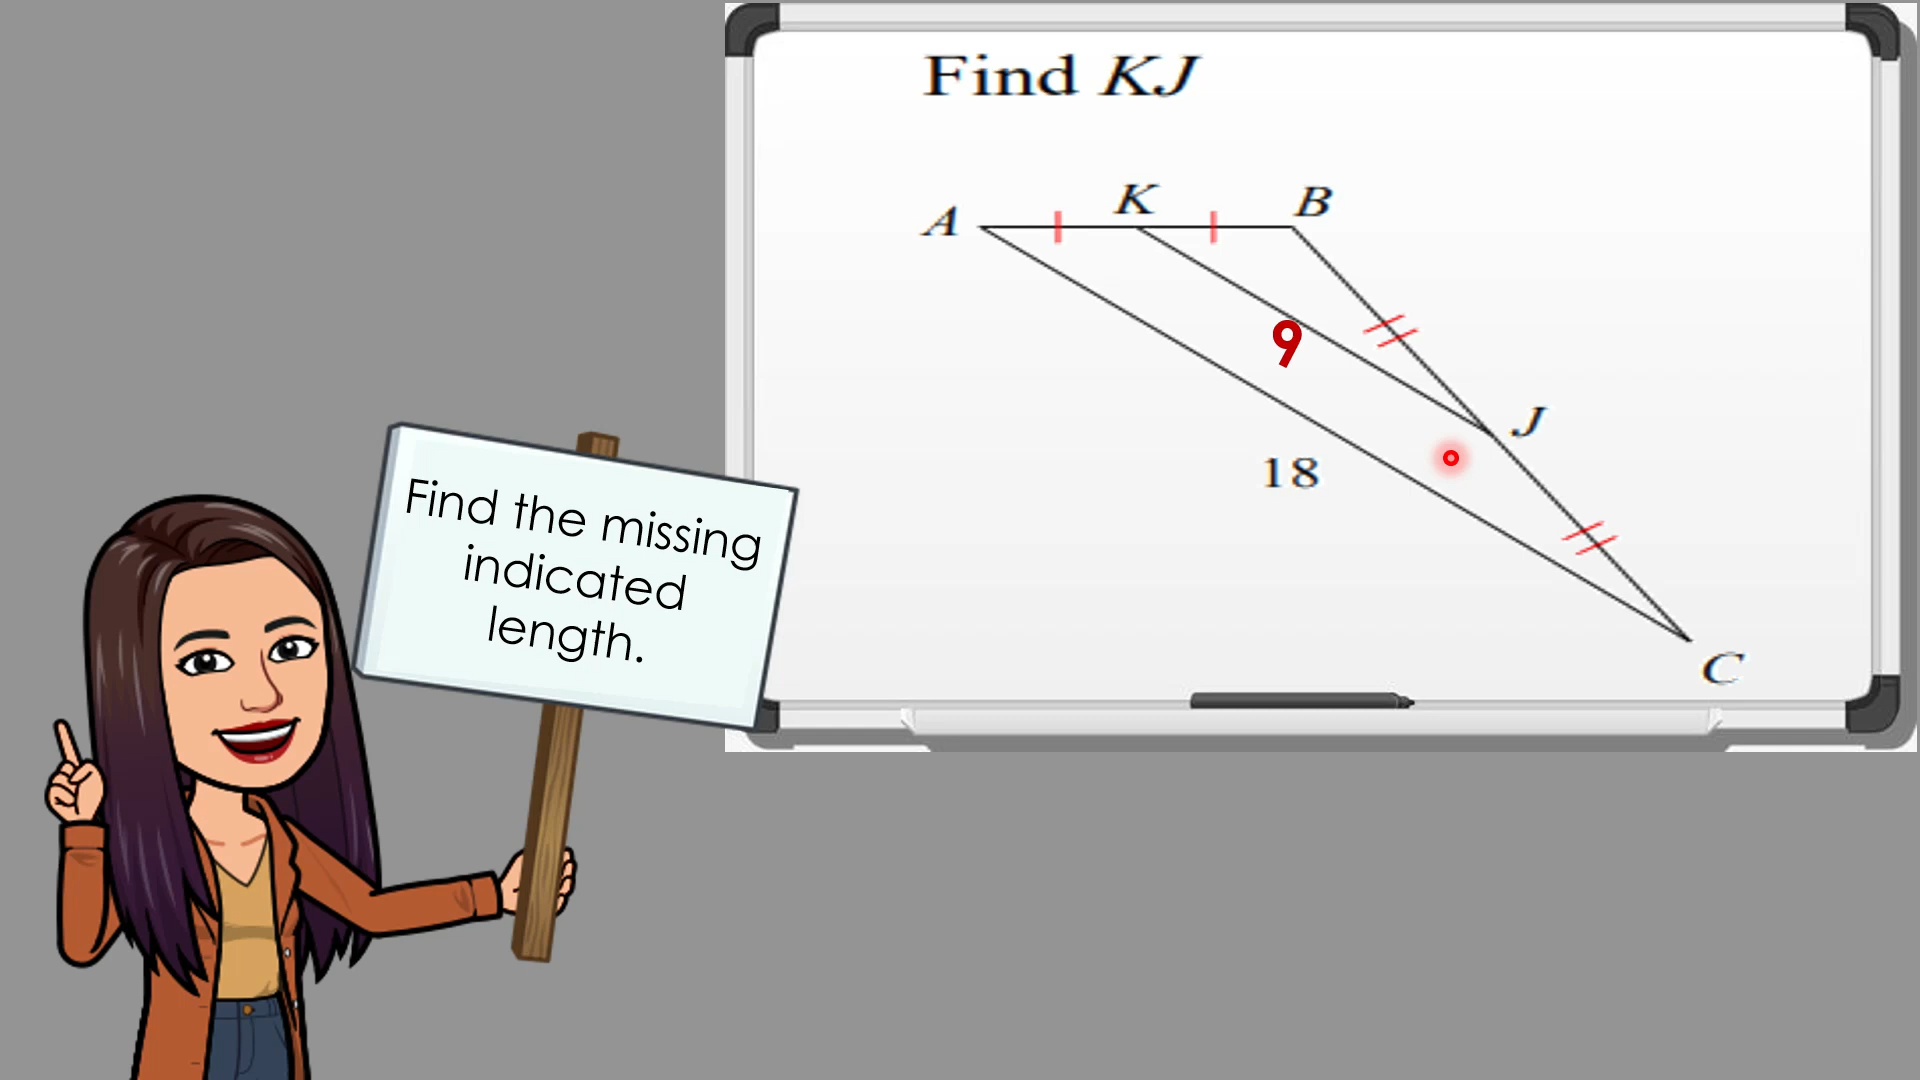 Find KJ
A
K
B
9
J
18
C
Find the missing
indicated
length.